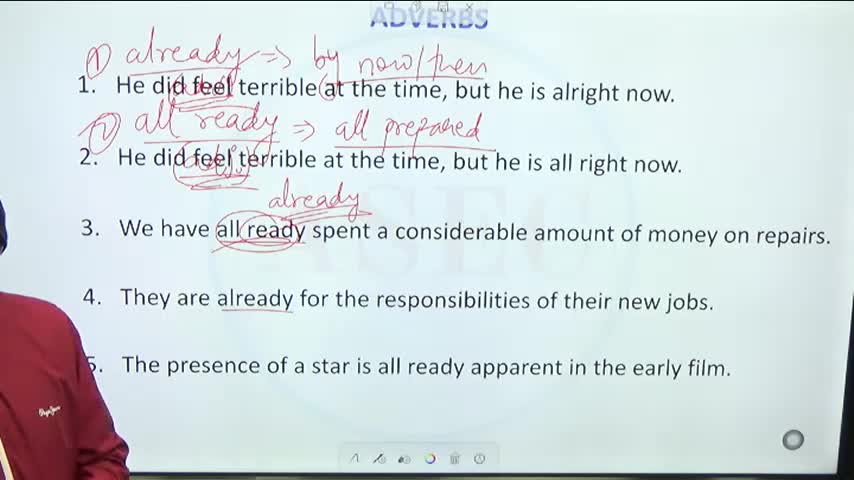 ADVERBS
① already ⇒ by now/then
1. He did feel terrible at the time, but he is alright now.
② all ready ⇒ all prepared
2. He did feel terrible at the time, but he is all right now.
already
3. We have all ready spent a considerable amount of money on repairs.
4. They are already for the responsibilities of their new jobs.
5. The presence of a star is all ready apparent in the early film.
ASEC